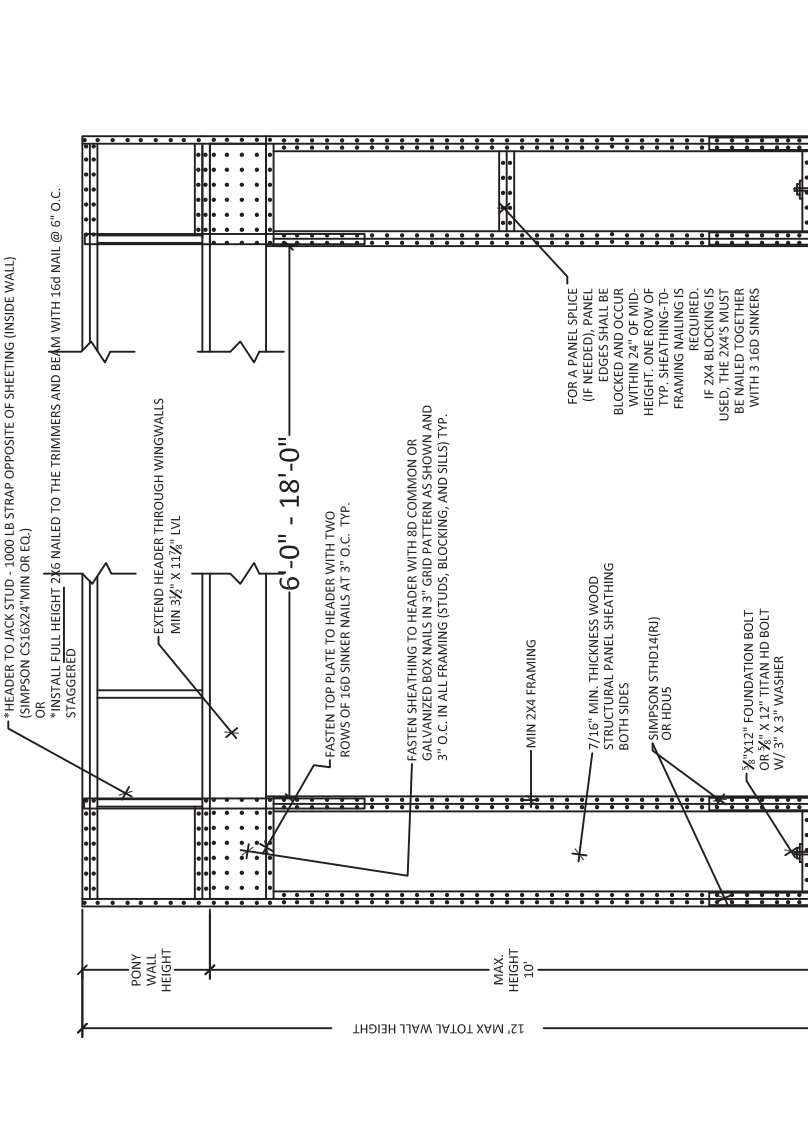 *HEADER TO JACK STUD - 1000 LB STRAP OPPOSITE OF SHEETING (INSIDE WALL)
(SIMPSON CS16X24"MIN OR EQ.)
OR
*INSTALL FULL HEIGHT 2X6 NAILED TO THE TRIMMERS AND BEAM WITH 16d NAIL @ 6" O.C.
STAGGERED
EXTEND HEADER THROUGH WINGWALLS
MIN 3½" X 11⅞" LVL
6'-0" - 18'-0"
FASTEN TOP PLATE TO HEADER WITH TWO
ROWS OF 16D SINKER NAILS AT 3" O.C. TYP.
FASTEN SHEATHING TO HEADER WITH 8D COMMON OR
GALVANIZED BOX NAILS IN 3" GRID PATTERN AS SHOWN AND
3" O.C. IN ALL FRAMING (STUDS, BLOCKING, AND SILLS) TYP.
MIN 2X4 FRAMING
7/16" MIN. THICKNESS WOOD
STRUCTURAL PANEL SHEATHING
BOTH SIDES
SIMPSON STHD14(RJ)
OR HDU5
⅝"X12" FOUNDATION BOLT
OR ⅝" X 12" TITAN HD BOLT
W/ 3" X 3" WASHER
FOR A PANEL SPLICE
(IF NEEDED), PANEL
EDGES SHALL BE
BLOCKED AND OCCUR
WITHIN 24" OF MID-
HEIGHT. ONE ROW OF
TYP. SHEATHING-TO-
FRAMING NAILING IS
REQUIRED.
IF 2X4 BLOCKING IS
USED, THE 2X4'S MUST
BE NAILED TOGETHER
WITH 3 16D SINKERS
PONY
WALL
HEIGHT
MAX.
HEIGHT
10'
12' MAX TOTAL WALL HEIGHT